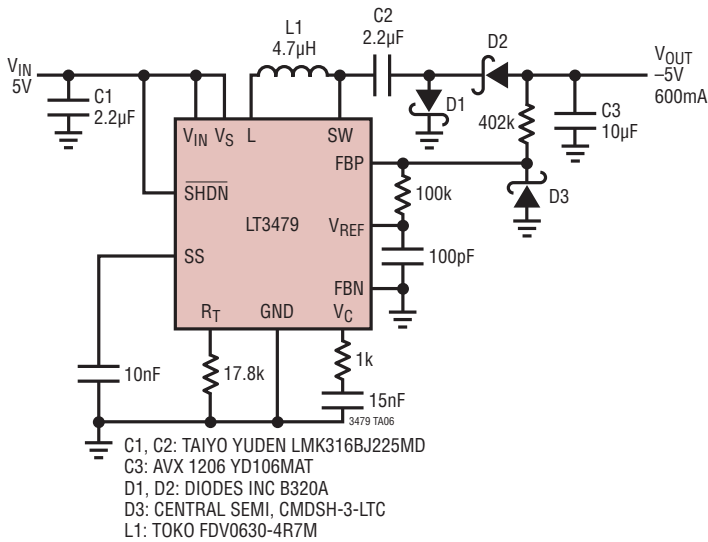 L1
4.7µH
C2
2.2µF
D2
VIN
5V
C1
2.2µF
D1
VOUT
–5V
600mA
402k
C3
10µF
VIN VS L SW
FBP
SHDN
100k
D3
LT3479
VREF
SS
100pF
FBN
RT GND VC
10nF
17.8k
1k
15nF
3479 TA06
C1, C2: TAIYO YUDEN LMK316BJ225MD
C3: AVX 1206 YD106MAT
D1, D2: DIODES INC B320A
D3: CENTRAL SEMI, CMDSH-3-LTC
L1: TOKO FDV0630-4R7M